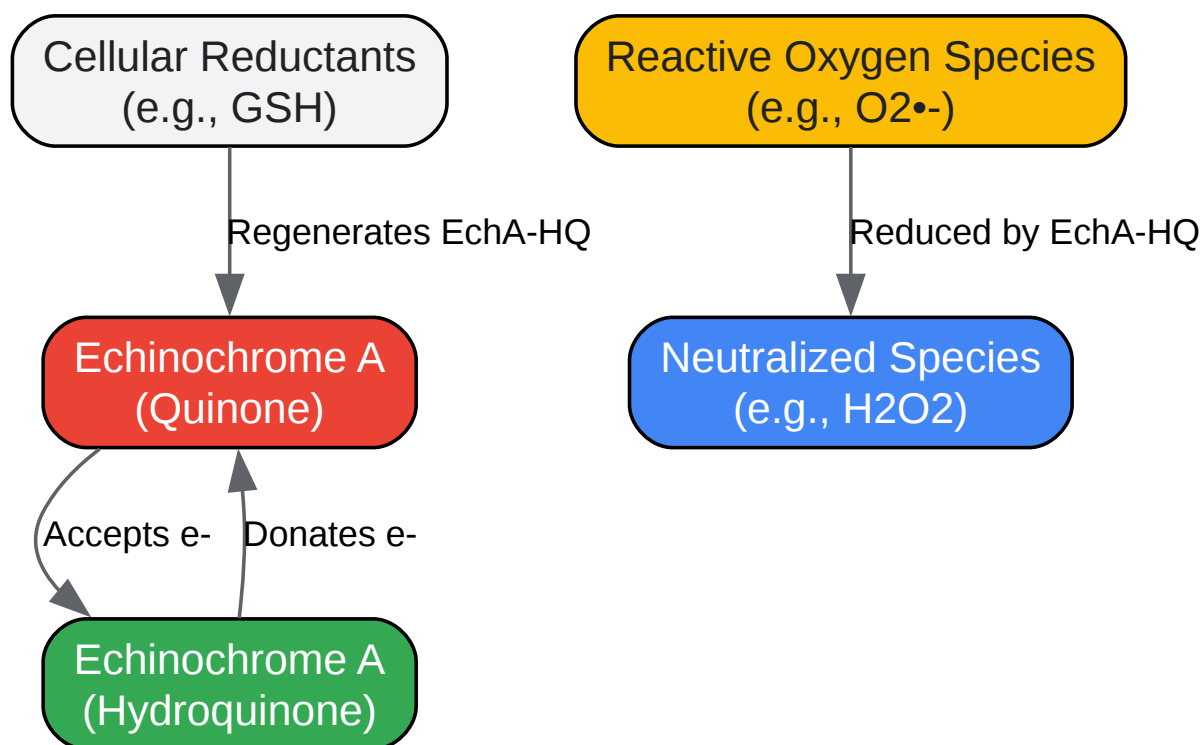 Cellular Reductants
(e.g., GSH)
Reactive Oxygen Species
(e.g., O2•-)
Regenerates EchA-HQ
Reduced by EchA-HQ
Echinochrome A
(Quinone)
Neutralized Species
(e.g., H2O2)
Accepts e-
Donates e-
Echinochrome A
(Hydroquinone)